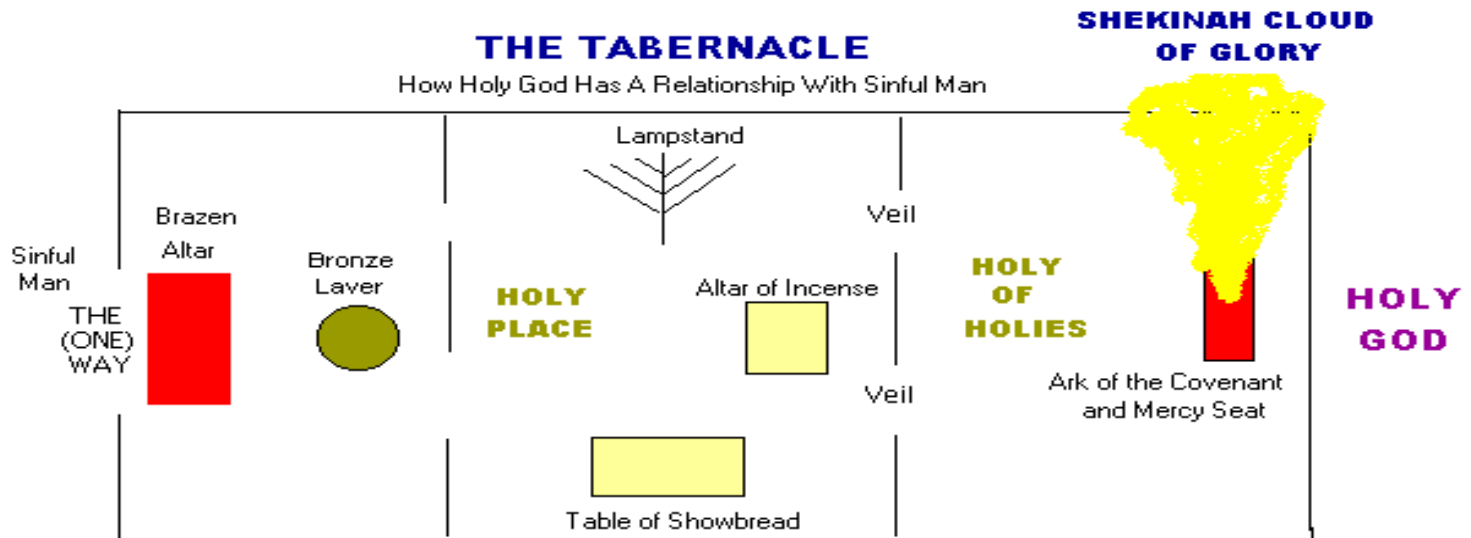 THE TABERNACLE
How Holy God Has A Relationship With Sinful Man
SHEKINAH CLOUD
OF GLORY
Sinful
Man
THE
(ONE)
WAY
Brazen
Altar
Bronze
Laver
HOLY
PLACE
Lampstand
Altar of Incense
Table of Showbread
Veil
Veil
HOLY
OF
HOLIES
Ark of the Covenant
and Mercy Seat
HOLY
GOD